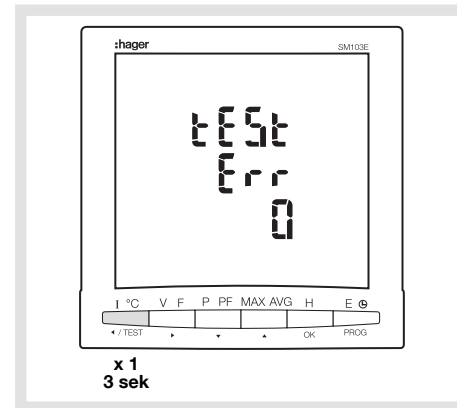 :hager SM103E
tESt
Err
0
I °C V F P PF MAX AVG H E
◂ / TEST ▸ ▾ ▴ OK PROG
x 1
3 sek